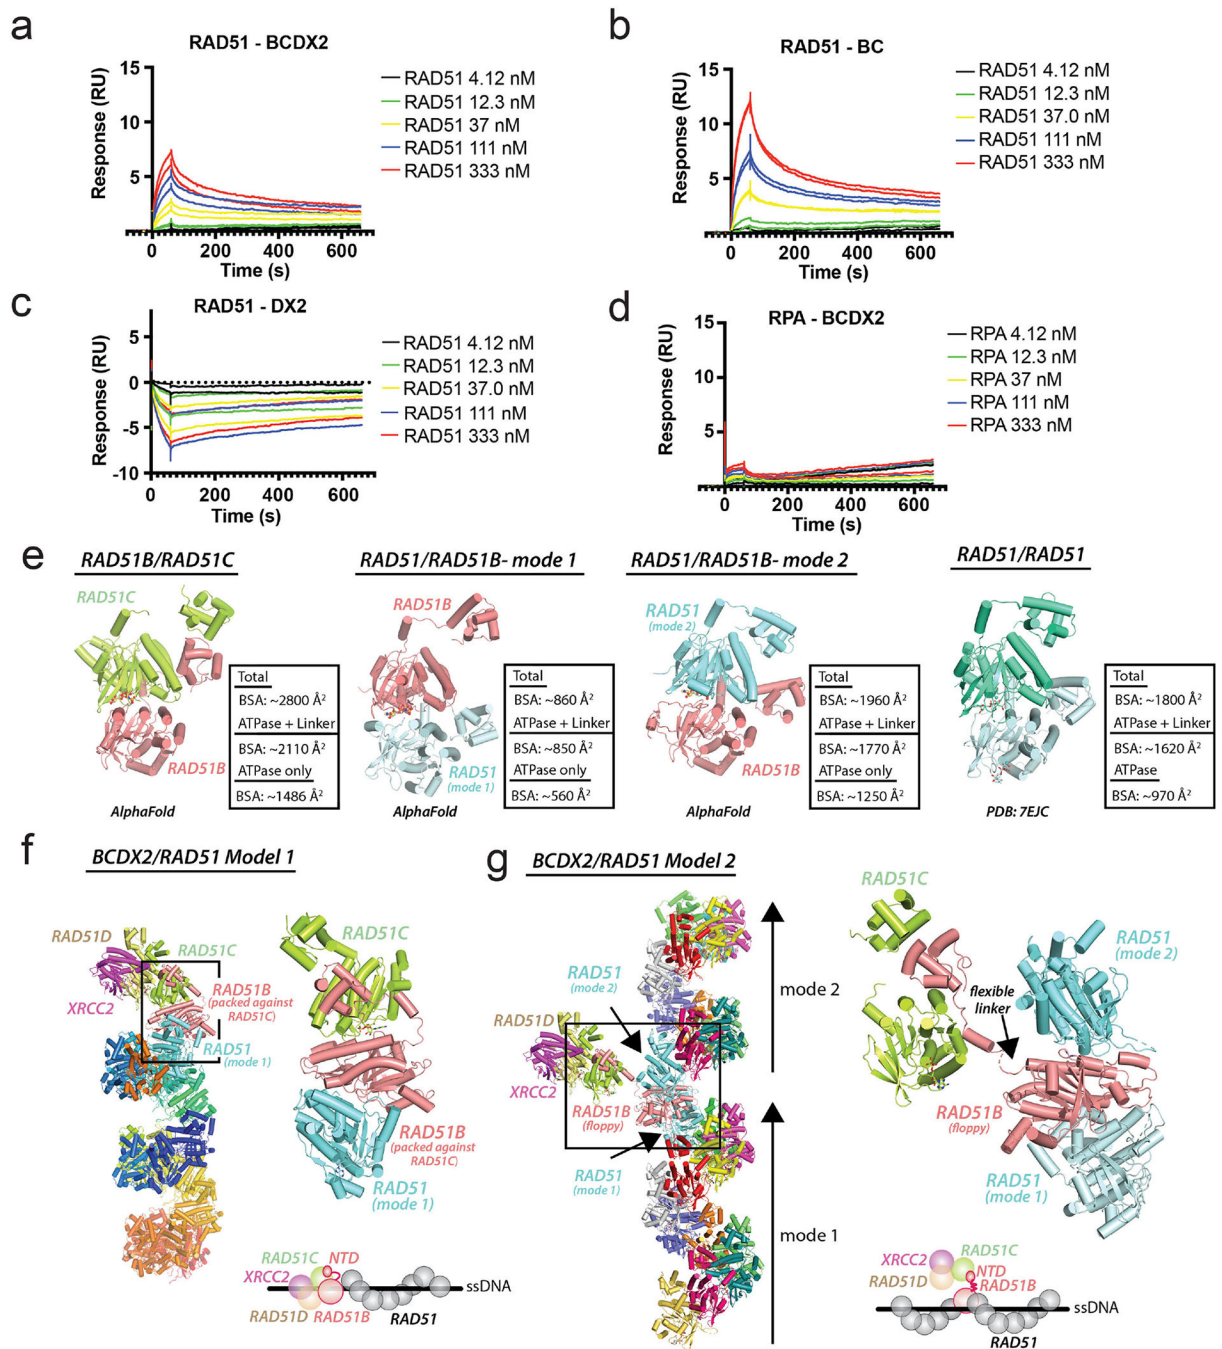 a
RAD51 - BCDX2
Response (RU)
15
10
5
0
200
400
600
Time (s)
RAD51 4.12 nM
RAD51 12.3 nM
RAD51 37 nM
RAD51 111 nM
RAD51 333 nM
b
RAD51 - BC
Response (RU)
15
10
5
0
200
400
600
Time (s)
RAD51 4.12 nM
RAD51 12.3 nM
RAD51 37.0 nM
RAD51 111 nM
RAD51 333 nM
c
RAD51 - DX2
Response (RU)
5
0
-5
-10
0
200
400
600
Time (s)
RAD51 4.12 nM
RAD51 12.3 nM
RAD51 37.0 nM
RAD51 111 nM
RAD51 333 nM
d
RPA - BCDX2
Response (RU)
15
10
5
0
200
400
600
Time (s)
RPA 4.12 nM
RPA 12.3 nM
RPA 37 nM
RPA 111 nM
RPA 333 nM
e
RAD51B/RAD51C
RAD51C
RAD51B
AlphaFold
Total
BSA: ~2800 Å²
ATPase + Linker
BSA: ~2110 Å²
ATPase only
BSA: ~1486 Å²
RAD51/RAD51B- mode 1
RAD51B
RAD51
(mode 1)
AlphaFold
Total
BSA: ~860 Å²
ATPase + Linker
BSA: ~850 Å²
ATPase only
BSA: ~560 Å²
RAD51/RAD51B- mode 2
RAD51
(mode 2)
RAD51B
AlphaFold
Total
BSA: ~1960 Å²
ATPase + Linker
BSA: ~1770 Å²
ATPase only
BSA: ~1250 Å²
RAD51/RAD51
PDB: 7EJC
Total
BSA: ~1800 Å²
ATPase + Linker
BSA: ~1620 Å²
ATPase
BSA: ~970 Å²
f
BCDX2/RAD51 Model 1
RAD51D
RAD51C
XRCC2
RAD51B
(packed against
RAD51C)
RAD51
(mode 1)
RAD51C
RAD51B
(packed against
RAD51C)
RAD51
(mode 1)
RAD51C
NTD
XRCC2
RAD51D
RAD51B
RAD51
ssDNA
g
BCDX2/RAD51 Model 2
RAD51
(mode 2)
RAD51D
XRCC2
RAD51B
(floppy)
RAD51
(mode 1)
mode 2
mode 1
RAD51C
RAD51
(mode 2)
flexible
linker
RAD51B
(floppy)
RAD51
(mode 1)
RAD51C
XRCC2
NTD
RAD51D
RAD51B
ssDNA
RAD51